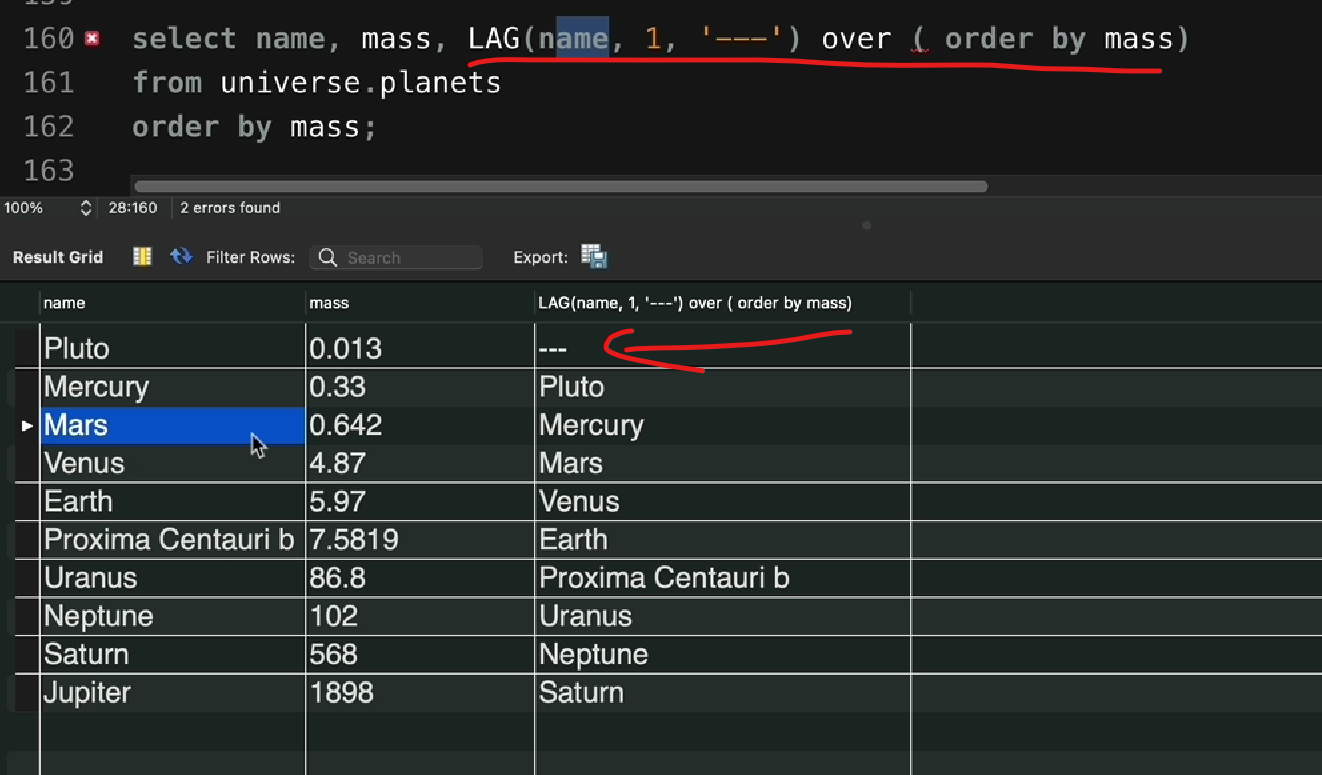 160 select name, mass, LAG(name, 1, '---') over ( order by mass)
161 from universe.planets
162 order by mass;
163
100% 28:160 2 errors found
Result Grid Filter Rows: Search Export:
name mass LAG(name, 1, '---') over ( order by mass)
Pluto 0.013 ---
Mercury 0.33 Pluto
Mars 0.642 Mercury
Venus 4.87 Mars
Earth 5.97 Venus
Proxima Centauri b 7.5819 Earth
Uranus 86.8 Proxima Centauri b
Neptune 102 Uranus
Saturn 568 Neptune
Jupiter 1898 Saturn